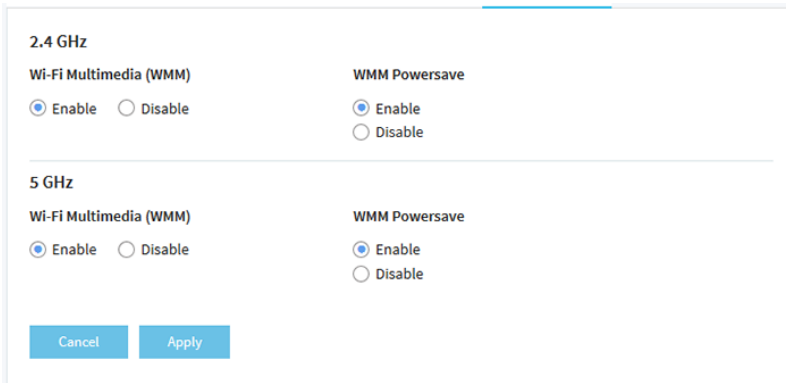 2.4 GHz
Wi-Fi Multimedia (WMM) WMM Powersave
Enable Disable Enable
Disable
5 GHz
Wi-Fi Multimedia (WMM) WMM Powersave
Enable Disable Enable
Disable
Cancel Apply